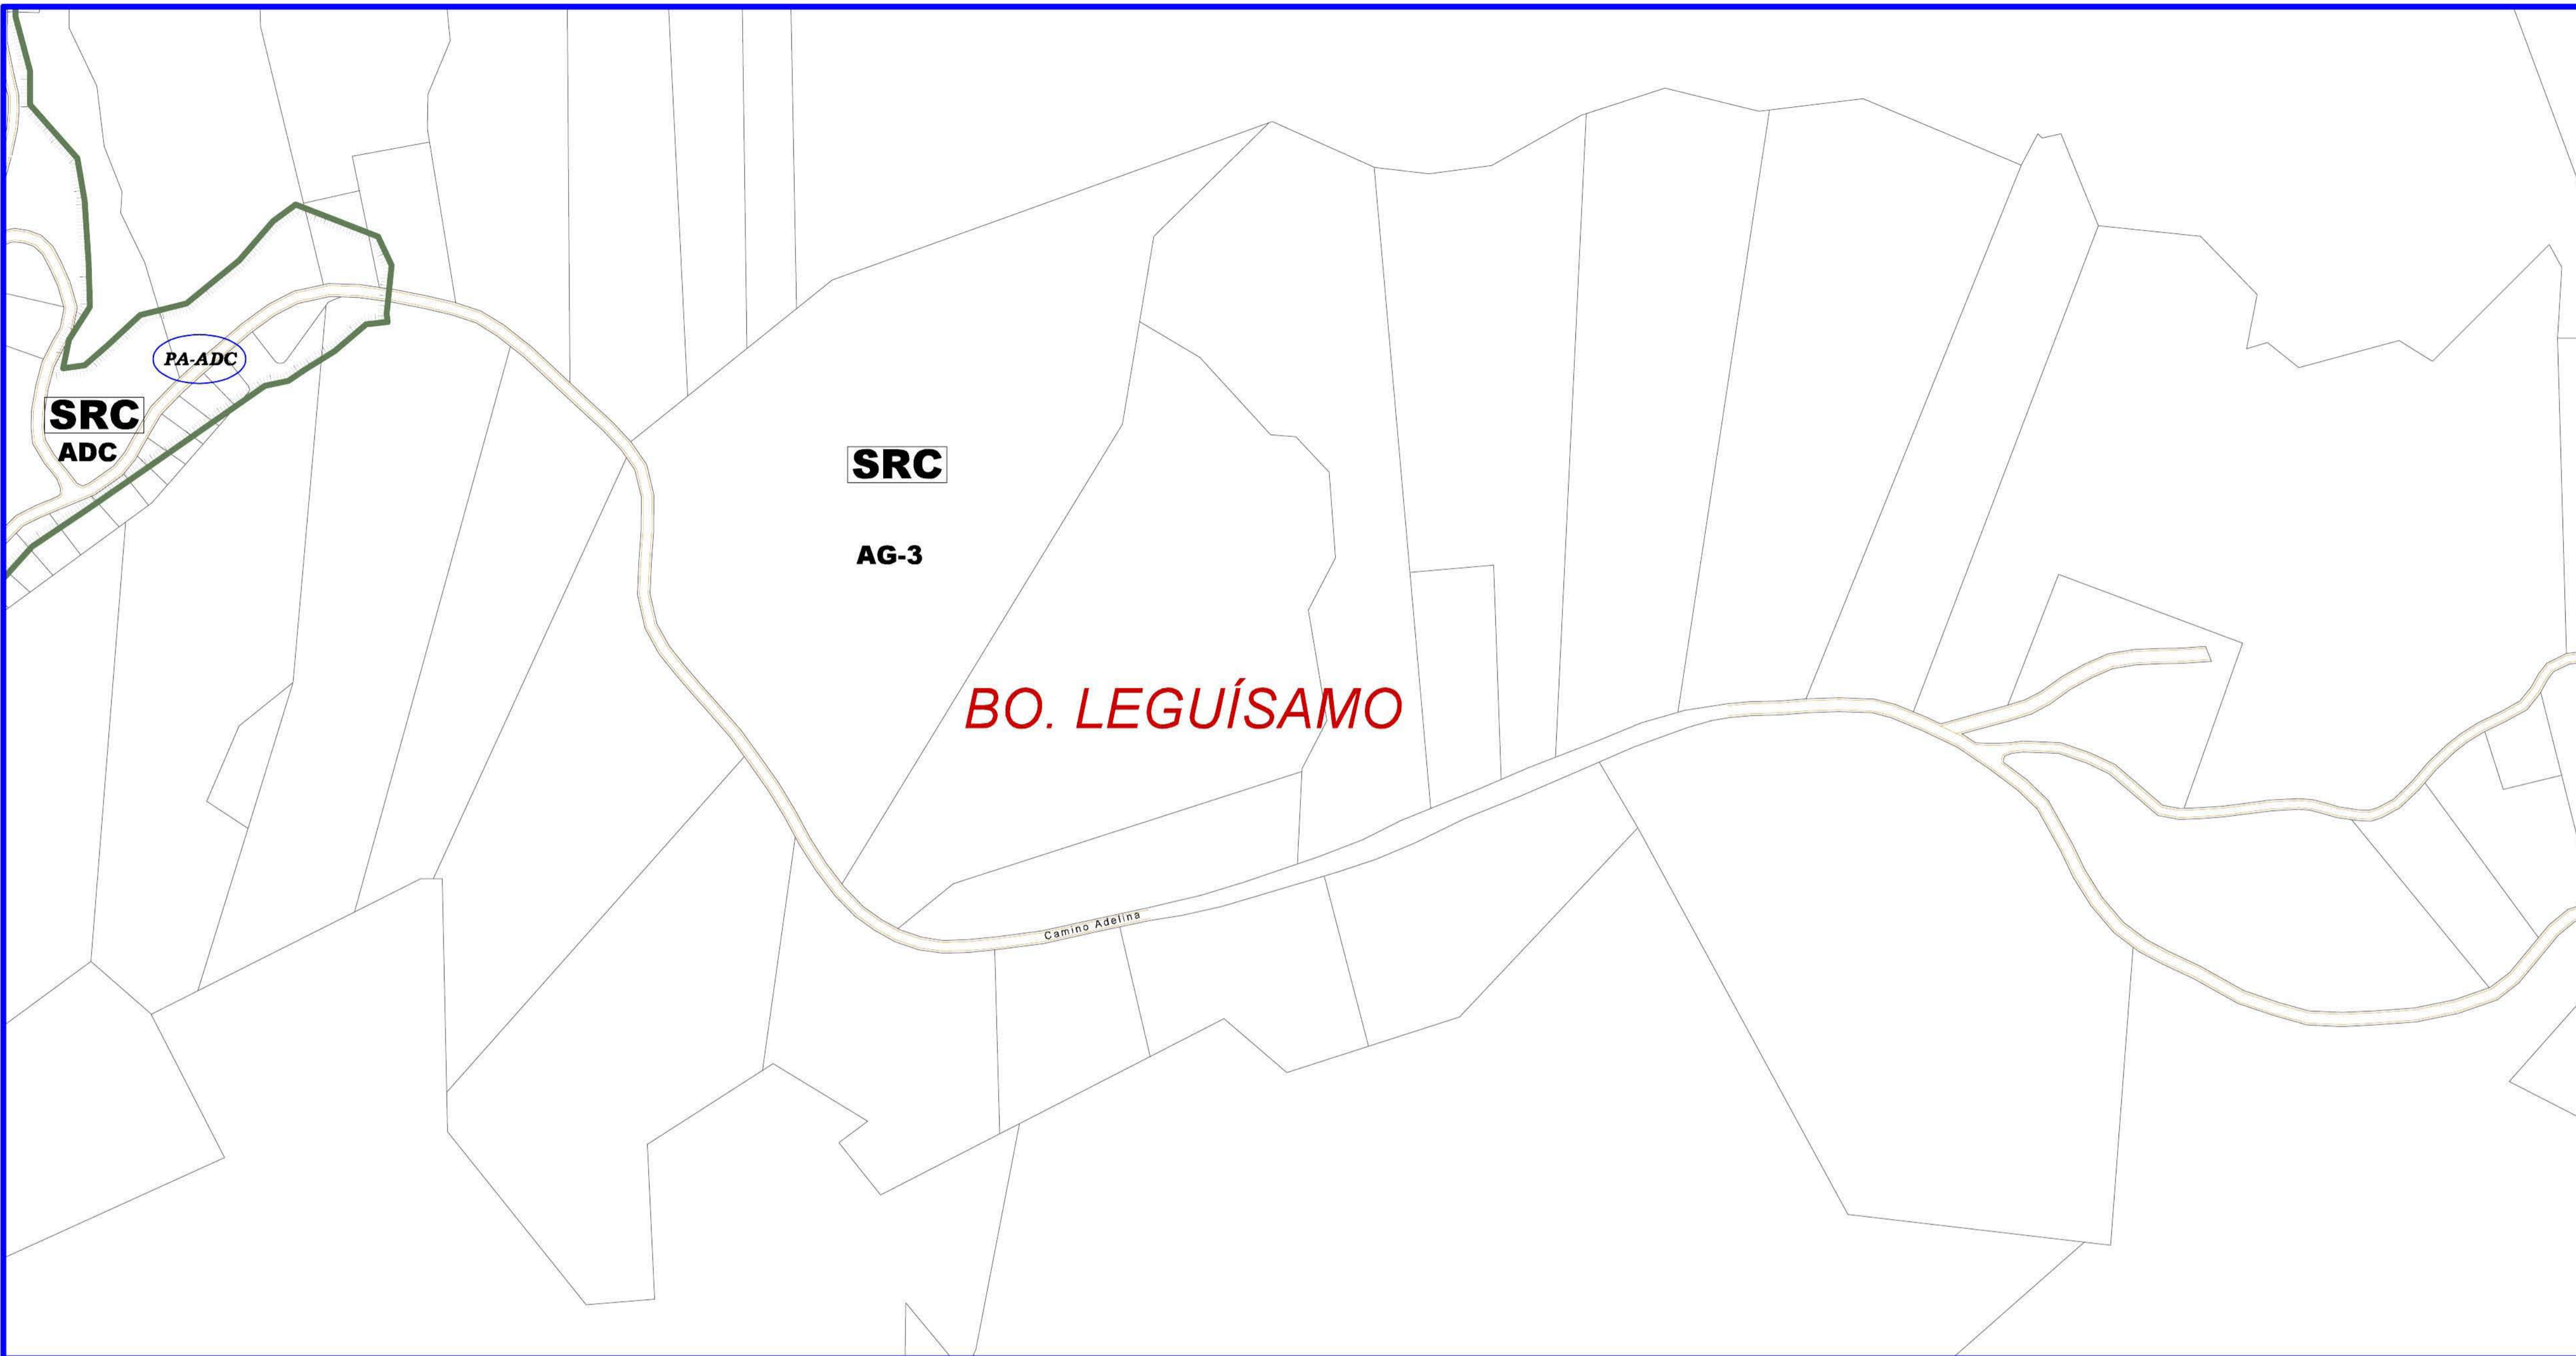 PA-ADC
SRC
ADC
SRC
AG-3
BO. LEGUÍSAMO
Camino Adelina